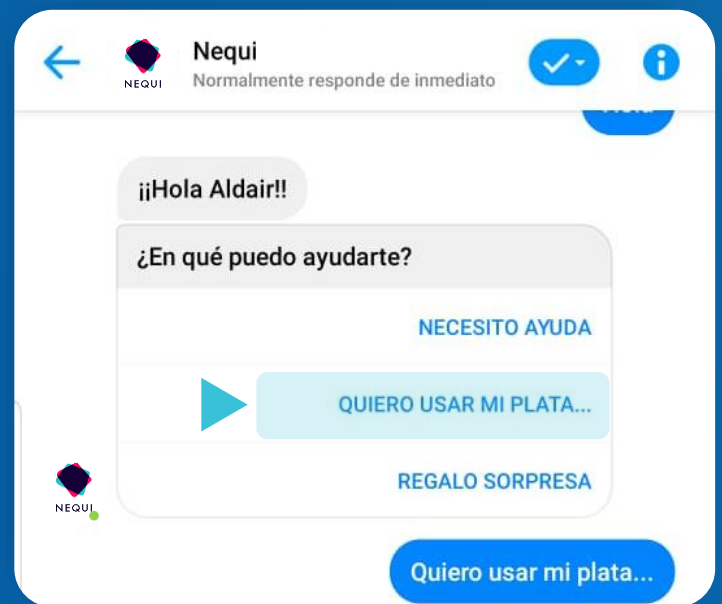 Nequi
NEQUI
Normalmente responde de inmediato
¡¡Hola Aldair!!
¿En qué puedo ayudarte?
NECESITO AYUDA
QUIERO USAR MI PLATA...
REGALO SORPRESA
NEQUI
Quiero usar mi plata...